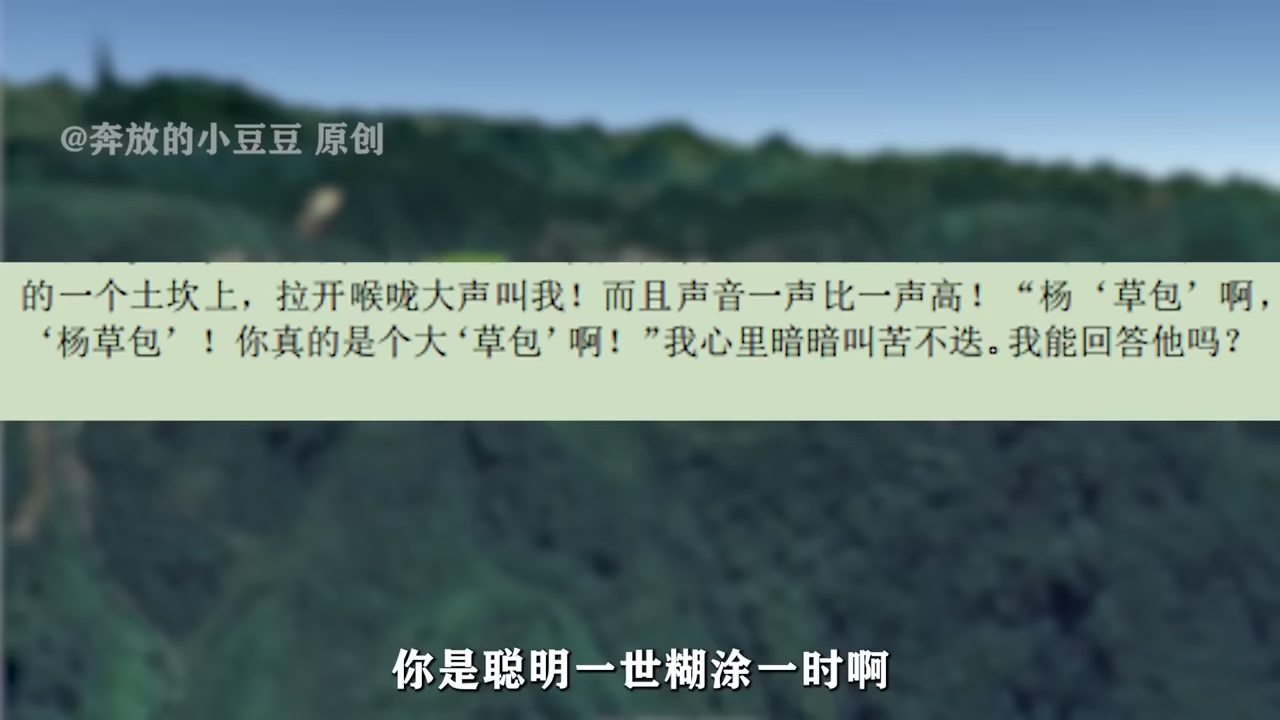 @奔放的小豆豆 原创
的一个土坎上，拉开喉咙大声叫我！而且声音一声比一声高！“杨‘草包’啊，
‘杨草包’！你真的是个大‘草包’啊！”我心里暗暗叫苦不迭。我能回答他吗？
你是聪明一世糊涂一时啊